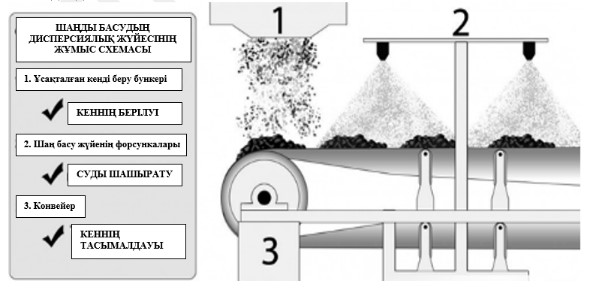 ШАҢДЫ БАСУДЫҢ
ДИСПЕРСИЯЛЫҚ ЖҮЙЕСІНІҢ
ЖҰМЫС СХЕМАСЫ
1. Ұсақталған кенді беру бункері
КЕННІҢ БЕРІЛУІ
2. Шаң басу жүйенің форсункалары
СУДЫ ШАШЫРАТУ
3. Конвейер
КЕННІҢ
ТАСЫМАЛДАУЫ
1
2
3